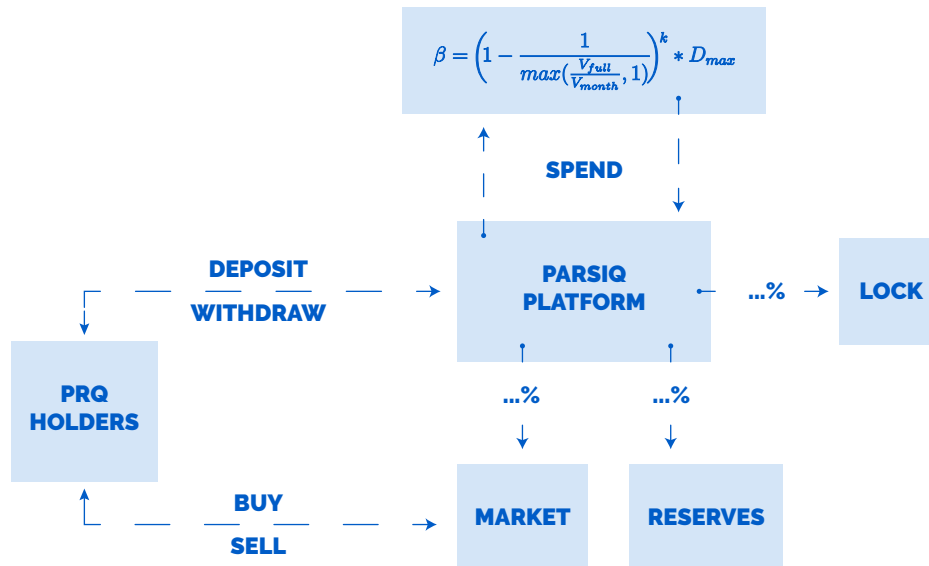 β = (1 − 1 / max(V_full / V_month, 1))^k * D_max
SPEND
DEPOSIT
WITHDRAW
PARSIQ
PLATFORM
...%
LOCK
PRQ
HOLDERS
...%
...%
BUY
SELL
MARKET
RESERVES